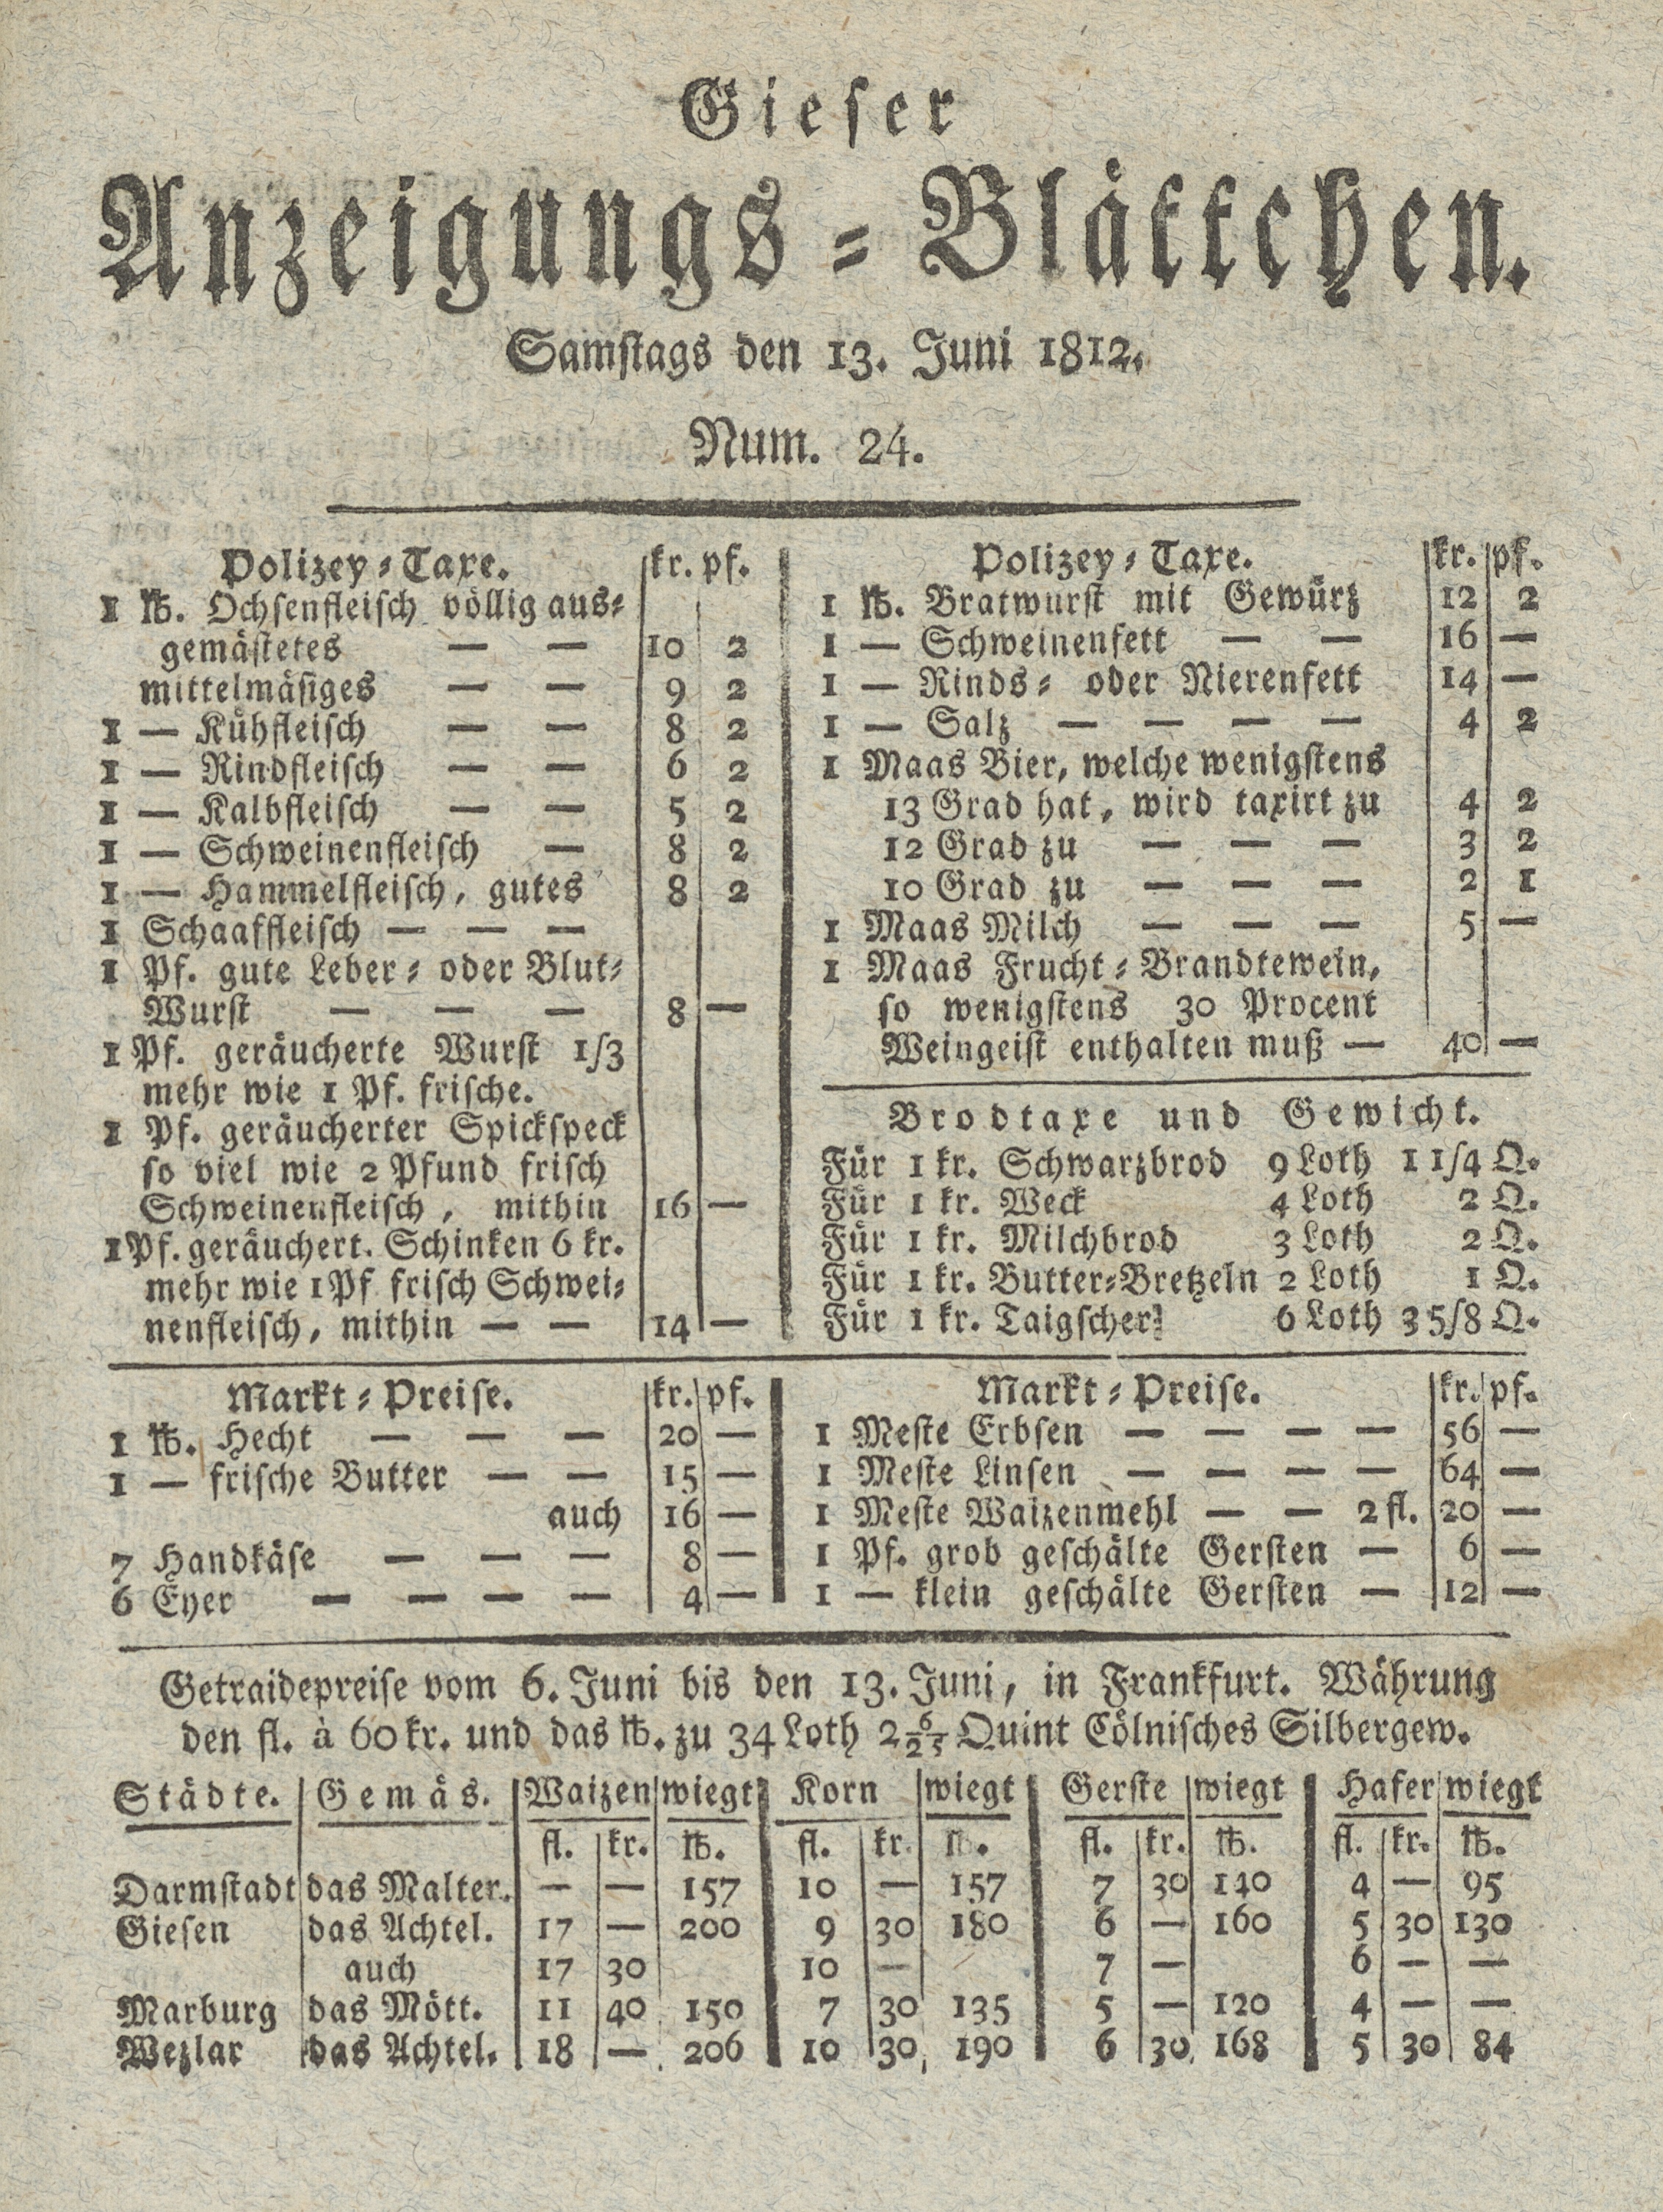 Gieser
Anzeigungs-Blättchen.
Samstags den 13. Juni 1812.
Num. 24.
Polizey-Taxe. kr. pf.
1 ℔. Ochsenfleisch völlig aus-
gemästetes — — 10 2
mittelmäsiges — — 9 2
1 — Kühfleisch — — 8 2
1 — Rindfleisch — — 6 2
1 — Kalbfleisch — — 5 2
1 — Schweinenfleisch — 8 2
1 — Hammelfleisch, gutes 8 2
1 Schaaffleisch — — —
1 Pf. gute Leber- oder Blut-
Wurst — — — 8 —
1 Pf. geräucherte Wurst 1/3
mehr wie 1 Pf. frische.
1 Pf. geräucherter Spickspeck
so viel wie 2 Pfund frisch
Schweinenfleisch, mithin 16 —
1 Pf. geräuchert. Schinken 6 kr.
mehr wie 1 Pf frisch Schwei-
nenfleisch, mithin — — 14 —
Polizey-Taxe. kr. pf.
1 ℔. Bratwurst mit Gewürz 12 2
1 — Schweinenfett — — 16 —
1 — Rinds- oder Nierenfett 14 —
1 — Salz — — — — 4 2
1 Maas Bier, welche wenigstens
13 Grad hat, wird taxirt zu 4 2
12 Grad zu — — — 3 2
10 Grad zu — — — 2 1
1 Maas Milch — — — 5 —
1 Maas Frucht-Brandtewein,
so wenigstens 30 Procent
Weingeist enthalten muß — 40 —
Brodtaxe und Gewicht.
Für 1 kr. Schwarzbrod 9 Loth 1 1/4 Q.
Für 1 kr. Weck 4 Loth 2 Q.
Für 1 kr. Milchbrod 3 Loth 2 Q.
Für 1 kr. Butter-Bretzeln 2 Loth 1 Q.
Für 1 kr. Taigscherz 6 Loth 3 5/8 Q.
Markt-Preise. kr. pf.
1 ℔. Hecht — — — 20 —
1 — frische Butter — — 15 —
auch 16 —
7 Handkäse — — — 8 —
6 Eyer — — — — 4 —
Markt-Preise. kr. pf.
1 Meste Erbsen — — — — 56 —
1 Meste Linsen — — — — 64 —
1 Meste Waizenmehl — — 2 fl. 20 —
1 Pf. grob geschälte Gersten — 6 —
1 — klein geschälte Gersten — 12 —
Getraidepreise vom 6. Juni bis den 13. Juni, in Frankfurt. Währung
den fl. à 60 kr. und das ℔. zu 34 Loth 2 6/25 Quint Cölnisches Silbergew.
Städte. Gemäs. Waizen wiegt Korn wiegt Gerste wiegt Hafer wiegt
fl. kr. ℔. fl. kr. ℔. fl. kr. ℔. fl. kr. ℔.
Darmstadt das Malter. — — 157 10 — 157 7 30 140 4 — 95
Giesen das Achtel. 17 — 200 9 30 180 6 — 160 5 30 130
auch 17 30 10 — 7 — 6 — —
Marburg das Mött. 11 40 150 7 30 135 5 — 120 4 — —
Wezlar das Achtel. 18 — 206 10 30 190 6 30 168 5 30 84